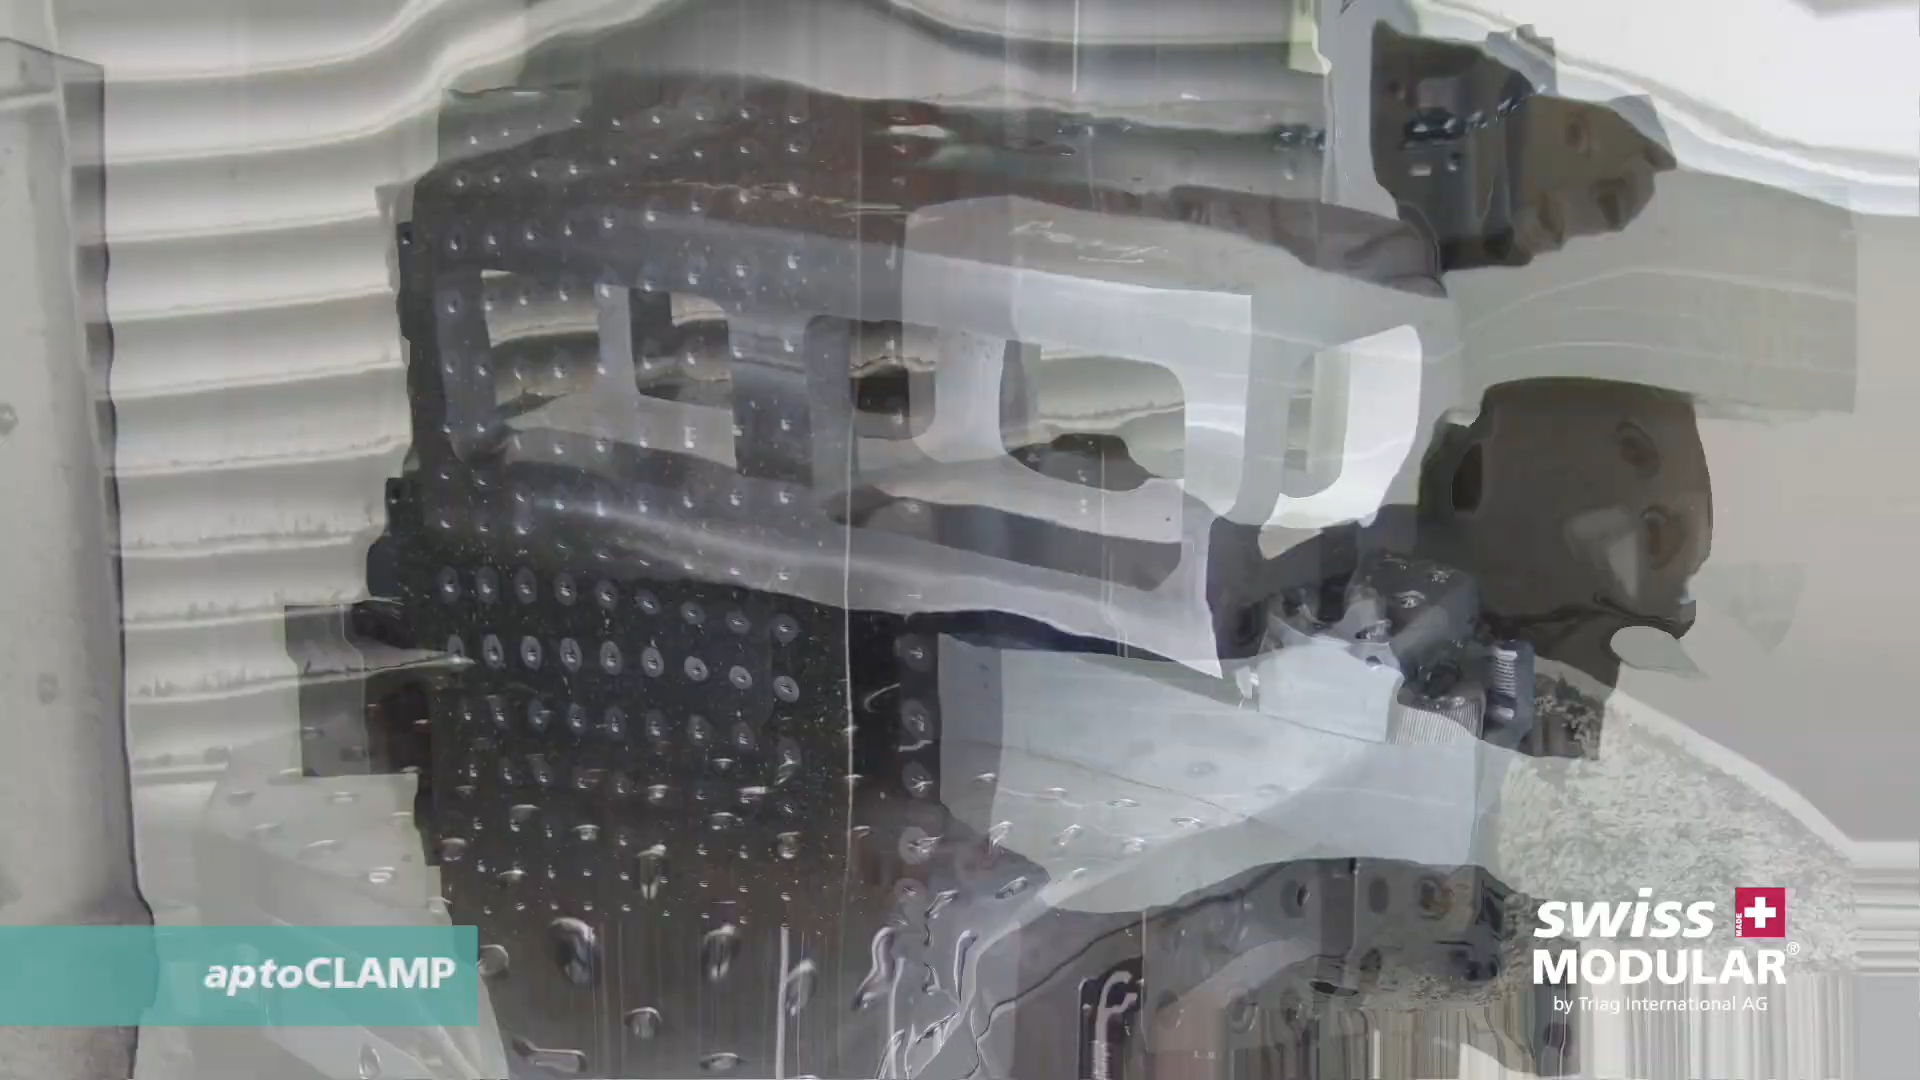 aptoCLAMP
swiss
MADE
MODULAR®
by Triag International AG